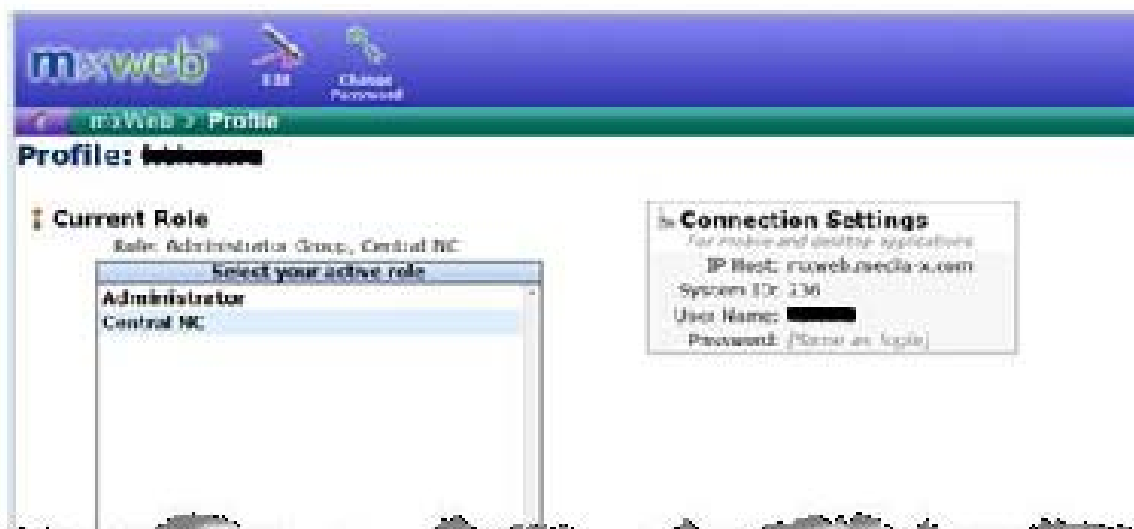 mxweb
Edit
Change
Password
mxWeb > Profile
Profile:
Current Role
Role: Administrator Group, Central NC
Select your active role
Administrator
Central NC
Connection Settings
For mobile and desktop applications
IP Host: mxweb.media-x.com
System ID:
User Name:
Password: [Same as login]